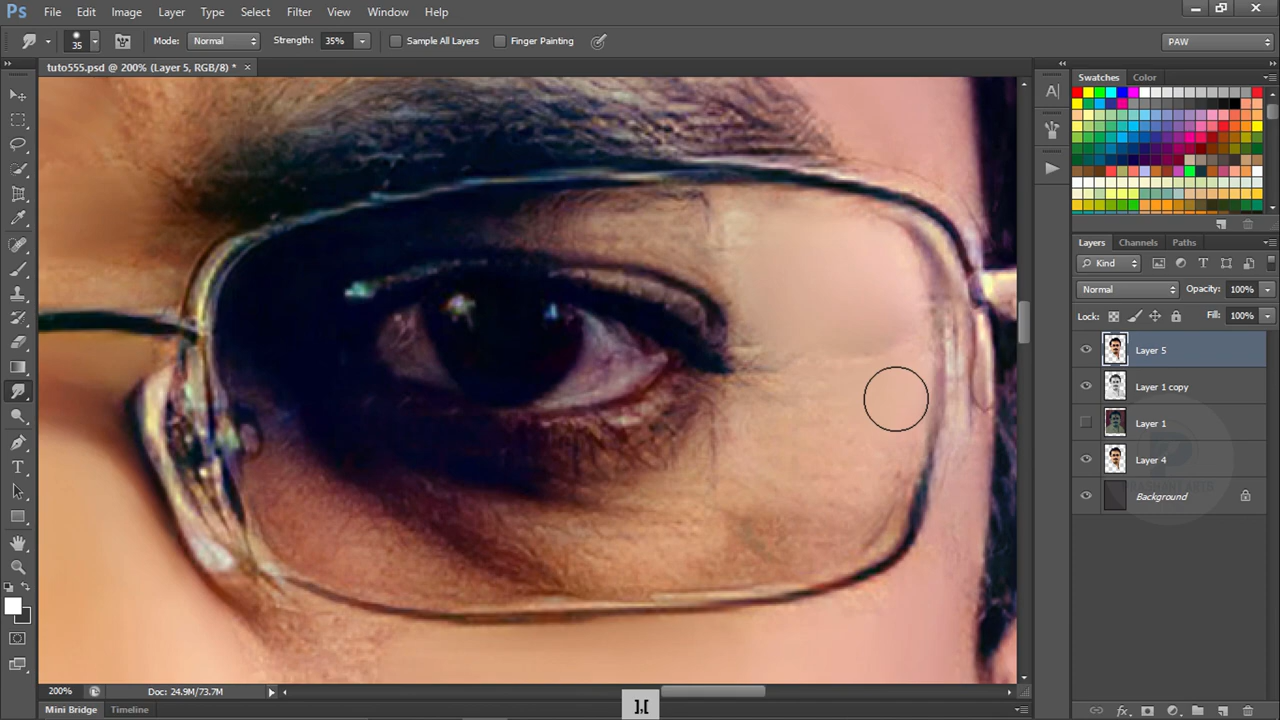 Ps File Edit Image Layer Type Select Filter View Window Help
35 Mode: Normal Strength: 35% Sample All Layers Finger Painting PAW
tuto555.psd @ 200% (Layer 5, RGB/8) * ×
Swatches Color
Layers Channels Paths
Kind
Normal Opacity: 100%
Lock: Fill: 100%
Layer 5
Layer 1 copy
Layer 1
Layer 4
Background
200% Doc: 24.9M/73.7M
],[
Mini Bridge Timeline